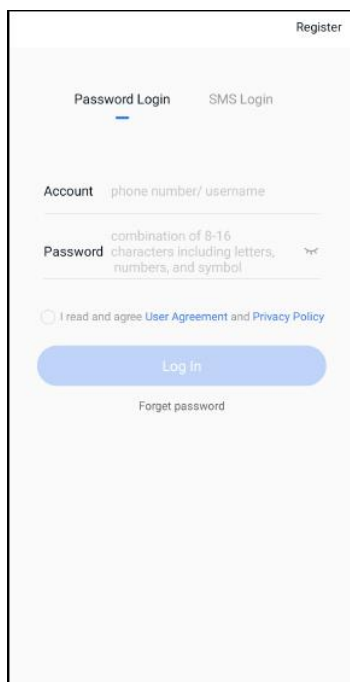 Register
Password Login SMS Login
Account phone number/ username
combination of 8-16
Password characters including letters,
numbers, and symbol
I read and agree User Agreement and Privacy Policy
Log In
Forget password